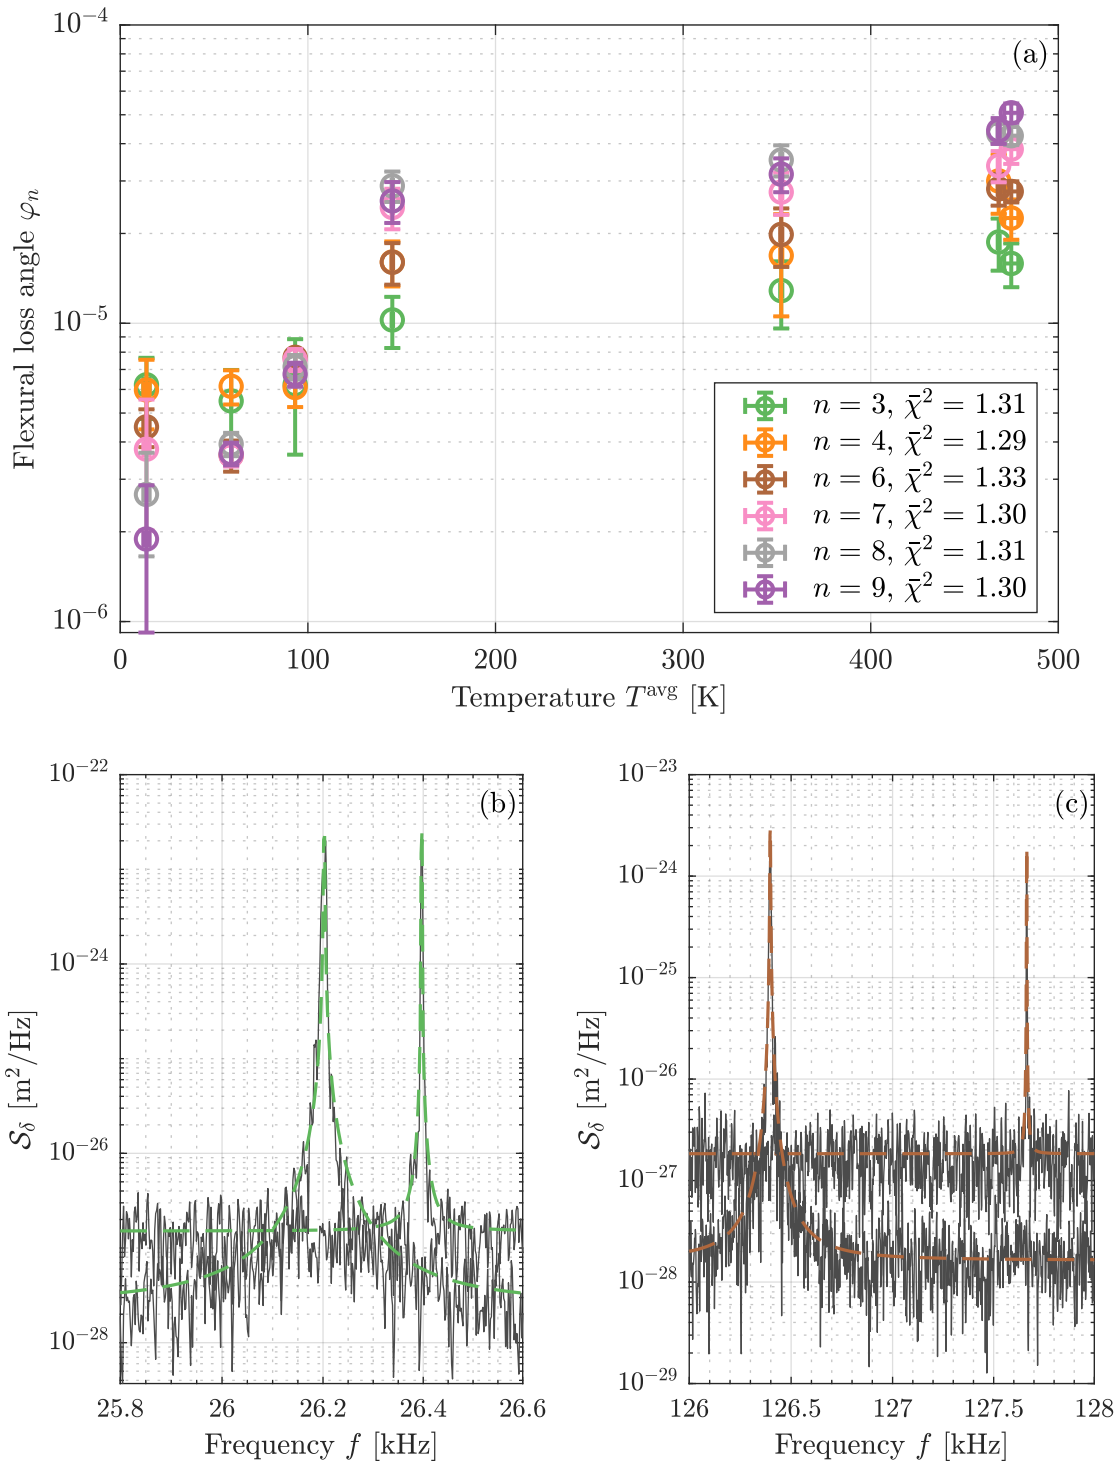 (a)
10⁻⁴
10⁻⁵
10⁻⁶
Flexural loss angle φₙ
n = 3, χ̄² = 1.31
n = 4, χ̄² = 1.29
n = 6, χ̄² = 1.33
n = 7, χ̄² = 1.30
n = 8, χ̄² = 1.31
n = 9, χ̄² = 1.30
0 100 200 300 400 500
Temperature Tᵃᵛᵍ [K]
(b)
10⁻²²
10⁻²⁴
10⁻²⁶
10⁻²⁸
𝒮_δ [m²/Hz]
25.8 26 26.2 26.4 26.6
Frequency f [kHz]
(c)
10⁻²³
10⁻²⁴
10⁻²⁵
10⁻²⁶
10⁻²⁷
10⁻²⁸
10⁻²⁹
𝒮_δ [m²/Hz]
126 126.5 127 127.5 128
Frequency f [kHz]